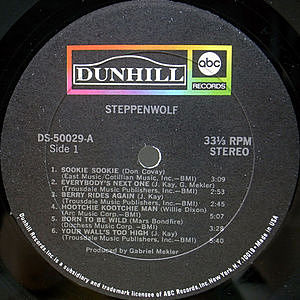 DUNHILL
abc
RECORDS
STEPPENWOLF
DS-50029-A
Side 1
33⅓ RPM
STEREO
1. SOOKIE SOOKIE (Don Covay)
(East Music/Cotillian Music, Inc.—BMI) 3:09
2. EVERYBODY'S NEXT ONE (J. Kay, G. Mekler)
(Trousdale Music Publishers, Inc.—BMI) 2:53
3. BERRY RIDES AGAIN (J. Kay)
(Trousdale Music Publishers, Inc.—BMI) 2:45
4. HOOTCHIE KOOTCHIE MAN (Willie Dixon)
(Arc Music Corp.—BMI) 5:07
5. BORN TO BE WILD (Mars Bonfire)
(Duchess Music Corp.—BMI) 3:28
6. YOUR WALL'S TOO HIGH (J. Kay)
(Trousdale Music Publishers, Inc.—BMI) 5:40
Produced by Gabriel Mekler
Dunhill Records, Inc. is a subsidiary and trademark licensee of ABC Records, Inc. New York, N.Y. 10019 • Made in USA